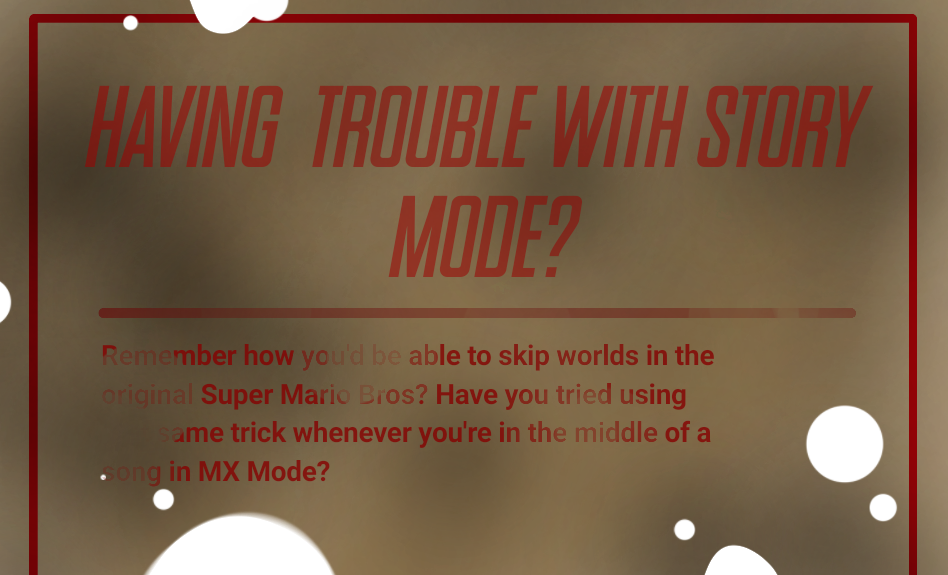 HAVING TROUBLE WITH STORY
MODE?
Remember how you'd be able to skip worlds in the
original Super Mario Bros? Have you tried using
same trick whenever you're in the middle of a
song in MX Mode?